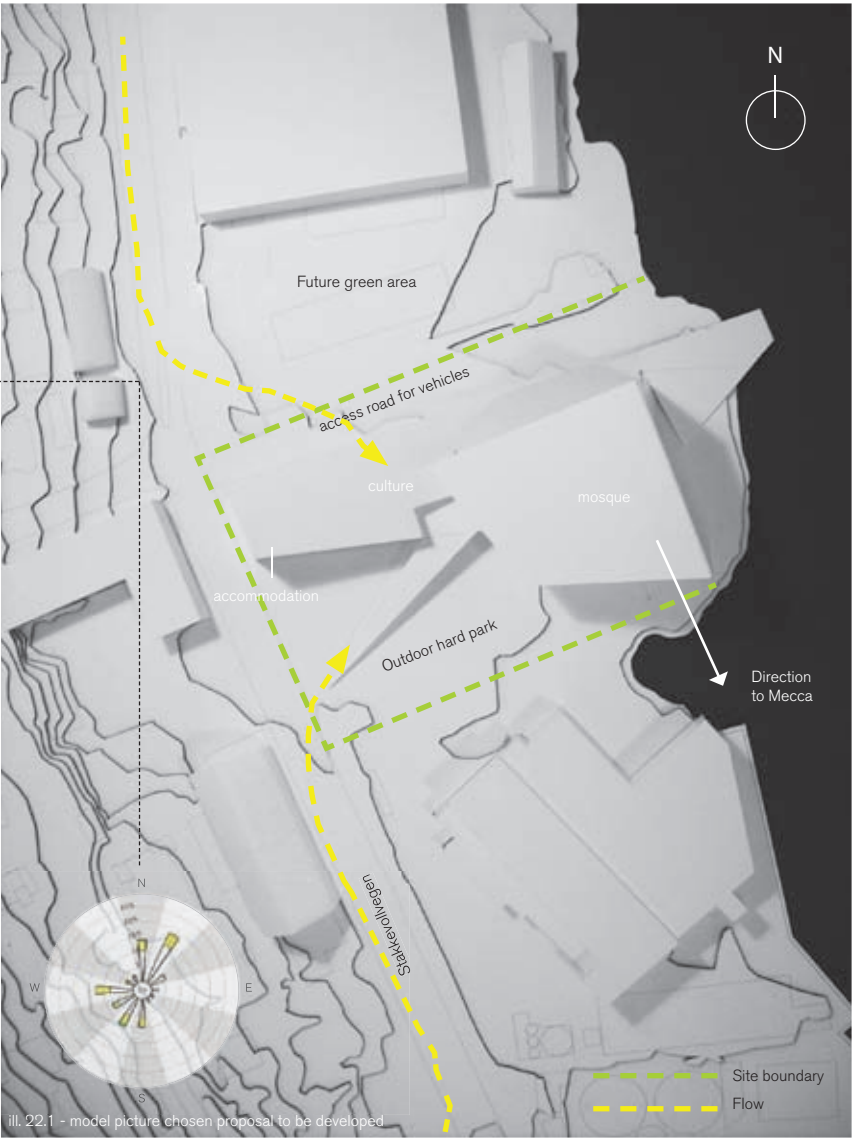 N
Future green area
access road for vehicles
culture
mosque
accommodation
Outdoor hard park
Direction
to Mecca
Stakkevollvegen
N
W
E
S
Site boundary
Flow
ill. 22.1 - model picture chosen proposal to be developed